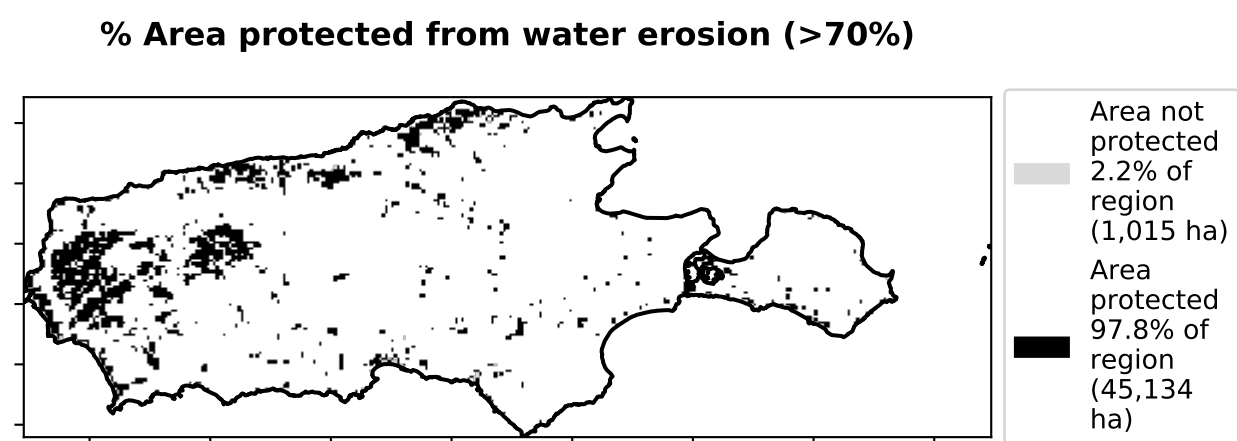 % Area protected from water erosion (>70%)
Area not
protected
2.2% of
region
(1,015 ha)
Area
protected
97.8% of
region
(45,134
ha)